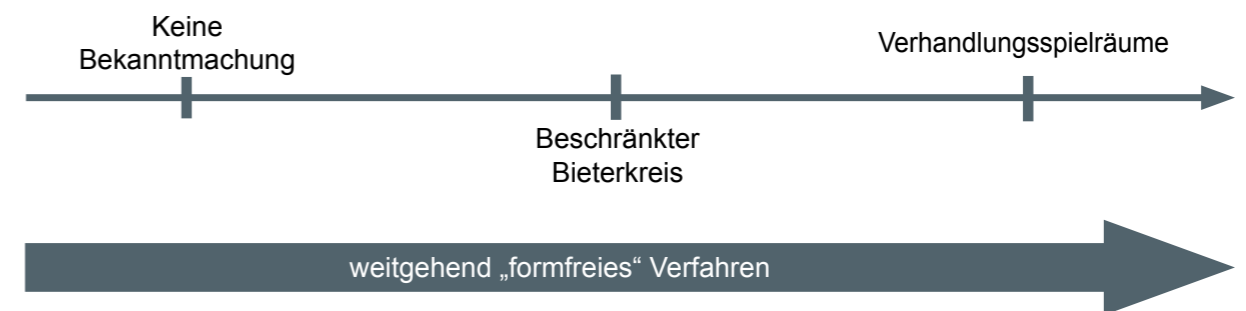 Keine
Bekanntmachung
Verhandlungsspielräume
Beschränkter
Bieterkreis
weitgehend „formfreies“ Verfahren